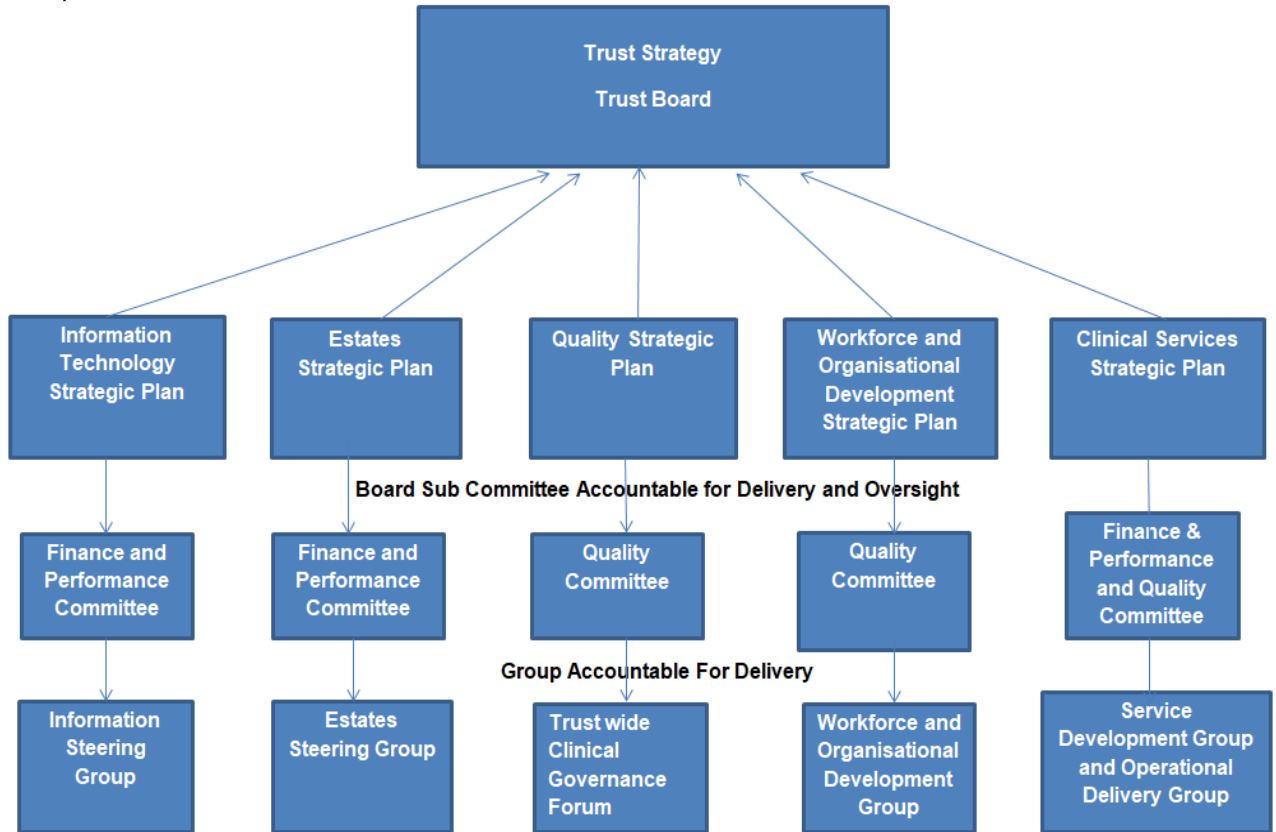 Trust Strategy
Trust Board
Information
Technology
Strategic Plan
Estates
Strategic Plan
Quality Strategic
Plan
Workforce and
Organisational
Development
Strategic Plan
Clinical Services
Strategic Plan
Board Sub Committee Accountable for Delivery and Oversight
Finance and
Performance
Committee
Finance and
Performance
Committee
Quality
Committee
Quality
Committee
Finance &
Performance
and Quality
Committee
Group Accountable For Delivery
Information
Steering
Group
Estates
Steering Group
Trust wide
Clinical
Governance
Forum
Workforce and
Organisational
Development
Group
Service
Development Group
and Operational
Delivery Group